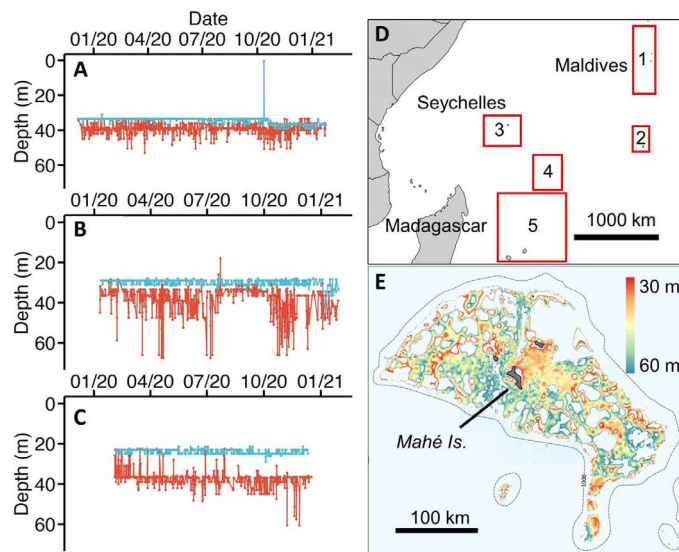 Date
01/20 04/20 07/20 10/20 01/21
0
20
40
60
Depth (m)
A
01/20 04/20 07/20 10/20 01/21
0
20
40
60
Depth (m)
B
01/20 04/20 07/20 10/20 01/21
0
20
40
60
Depth (m)
C
D
Maldives
1
Seychelles
2
3
4
Madagascar
5
1000 km
E
30 m
60 m
Mahé Is.
1000
100 km